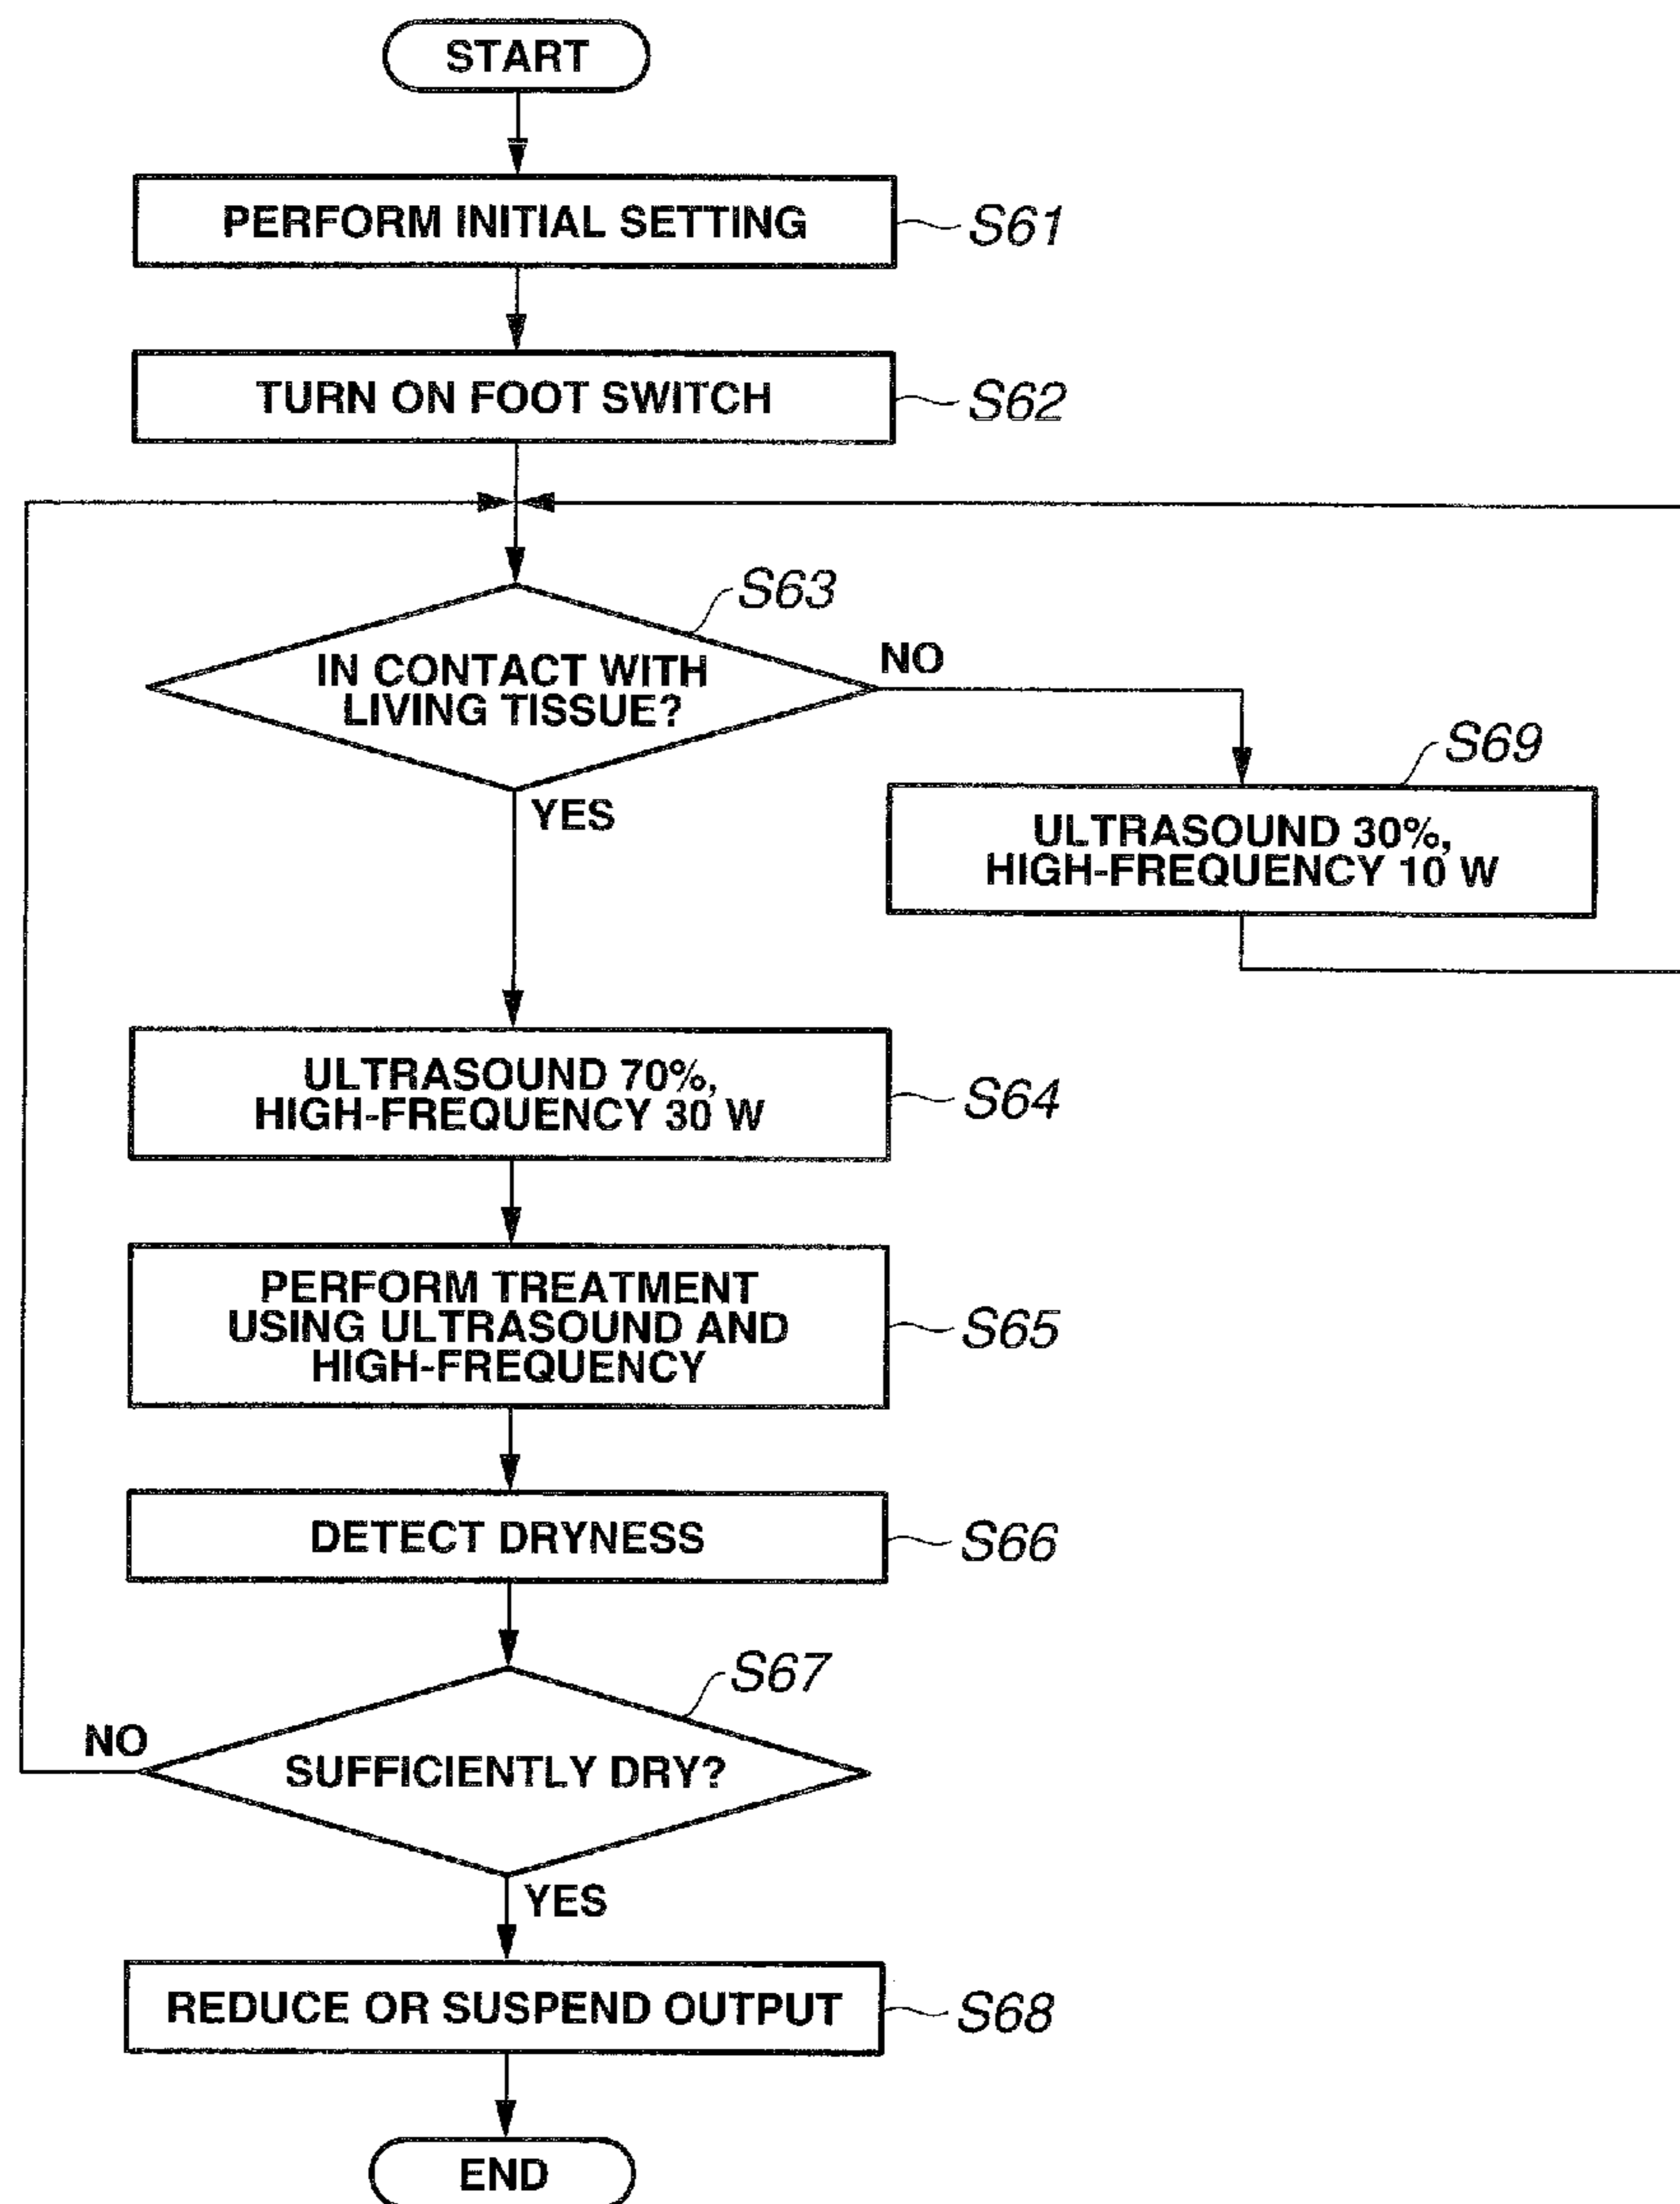 START
PERFORM INITIAL SETTING
S61
TURN ON FOOT SWITCH
S62
S63
IN CONTACT WITH
LIVING TISSUE?
NO
YES
S69
ULTRASOUND 30%,
HIGH-FREQUENCY 10 W
ULTRASOUND 70%,
HIGH-FREQUENCY 30 W
S64
PERFORM TREATMENT
USING ULTRASOUND AND
HIGH-FREQUENCY
S65
DETECT DRYNESS
S66
S67
NO
SUFFICIENTLY DRY?
YES
REDUCE OR SUSPEND OUTPUT
S68
END